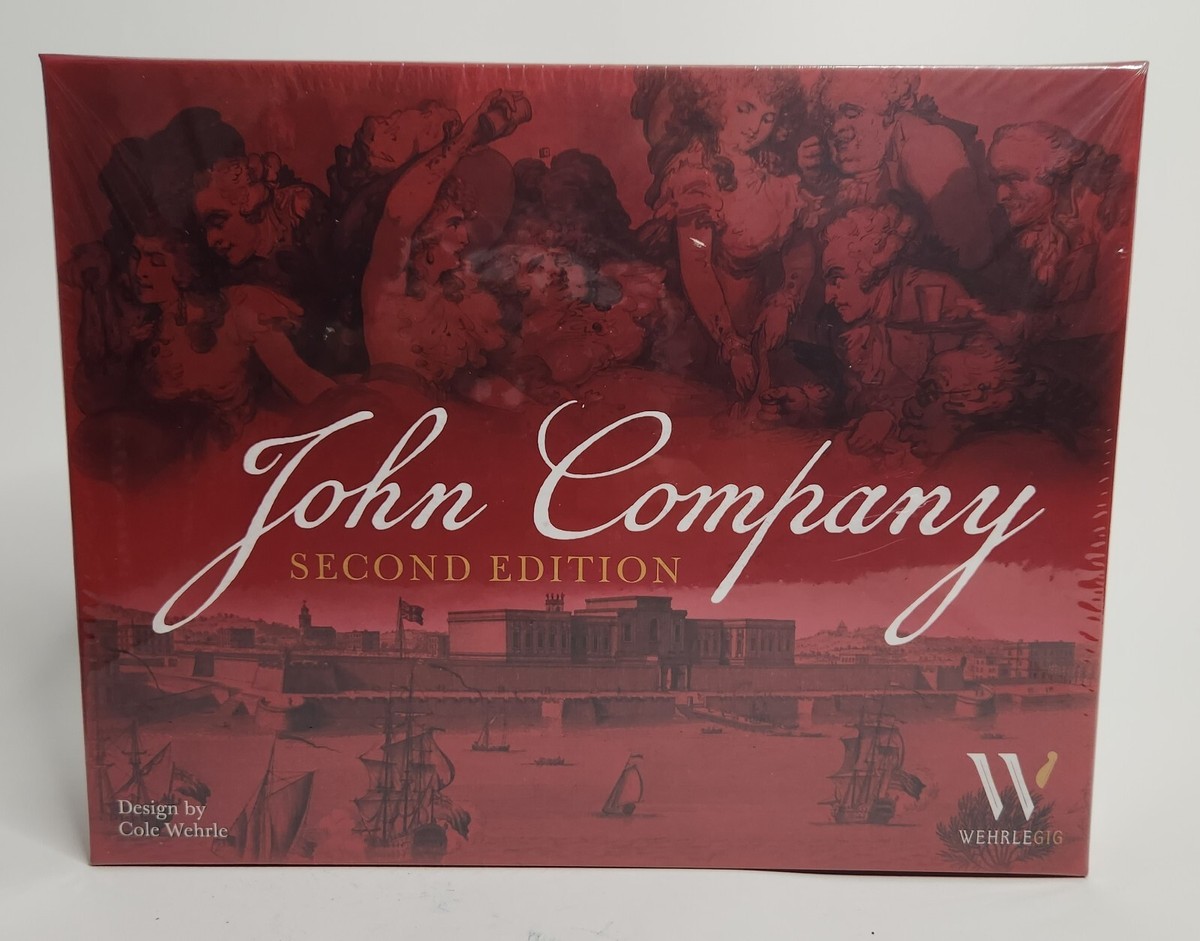 John Company
SECOND EDITION
Design by
Cole Wehrle
W
WEHRLEGIG